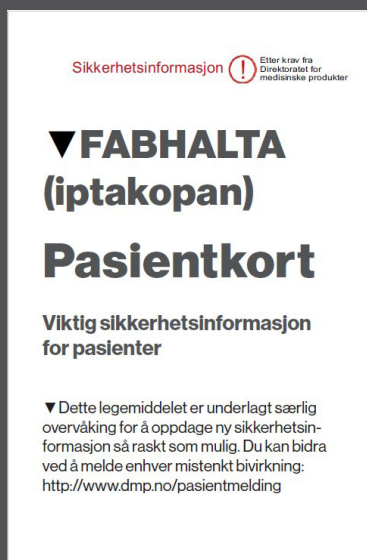 Sikkerhetsinformasjon
!
Etter krav fra
Direktoratet for
medisinske produkter
▼FABHALTA
(iptakopan)
Pasientkort
Viktig sikkerhetsinformasjon
for pasienter
▼Dette legemiddelet er underlagt særlig
overvåking for å oppdage ny sikkerhetsin-
formasjon så raskt som mulig. Du kan bidra
ved å melde enhver mistenkt bivirkning:
http://www.dmp.no/pasientmelding